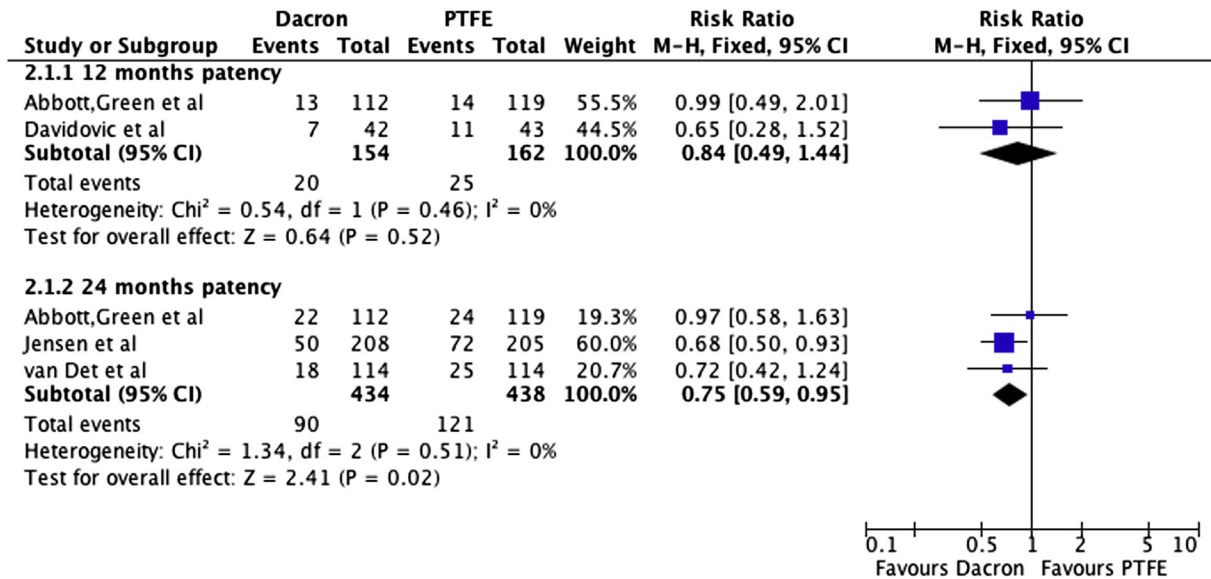 Dacron PTFE Risk Ratio Risk Ratio
Study or Subgroup Events Total Events Total Weight M-H, Fixed, 95% CI M-H, Fixed, 95% CI
2.1.1 12 months patency
Abbott,Green et al 13 112 14 119 55.5% 0.99 [0.49, 2.01]
Davidovic et al 7 42 11 43 44.5% 0.65 [0.28, 1.52]
Subtotal (95% CI) 154 162 100.0% 0.84 [0.49, 1.44]
Total events 20 25
Heterogeneity: Chi² = 0.54, df = 1 (P = 0.46); I² = 0%
Test for overall effect: Z = 0.64 (P = 0.52)
2.1.2 24 months patency
Abbott,Green et al 22 112 24 119 19.3% 0.97 [0.58, 1.63]
Jensen et al 50 208 72 205 60.0% 0.68 [0.50, 0.93]
van Det et al 18 114 25 114 20.7% 0.72 [0.42, 1.24]
Subtotal (95% CI) 434 438 100.0% 0.75 [0.59, 0.95]
Total events 90 121
Heterogeneity: Chi² = 1.34, df = 2 (P = 0.51); I² = 0%
Test for overall effect: Z = 2.41 (P = 0.02)
0.1 0.5 1 2 5 10
Favours Dacron Favours PTFE